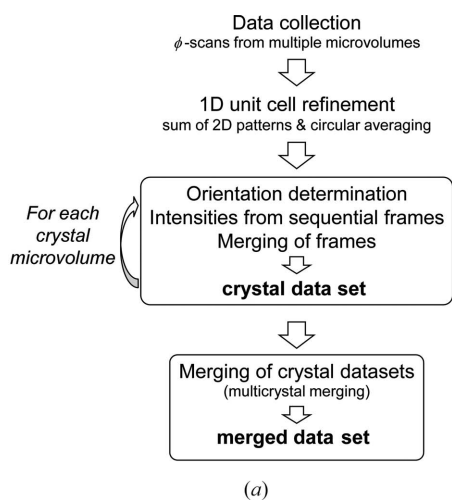 Data collection
ϕ-scans from multiple microvolumes
1D unit cell refinement
sum of 2D patterns & circular averaging
For each
crystal
microvolume
Orientation determination
Intensities from sequential frames
Merging of frames
crystal data set
Merging of crystal datasets
(multicrystal merging)
merged data set
(a)